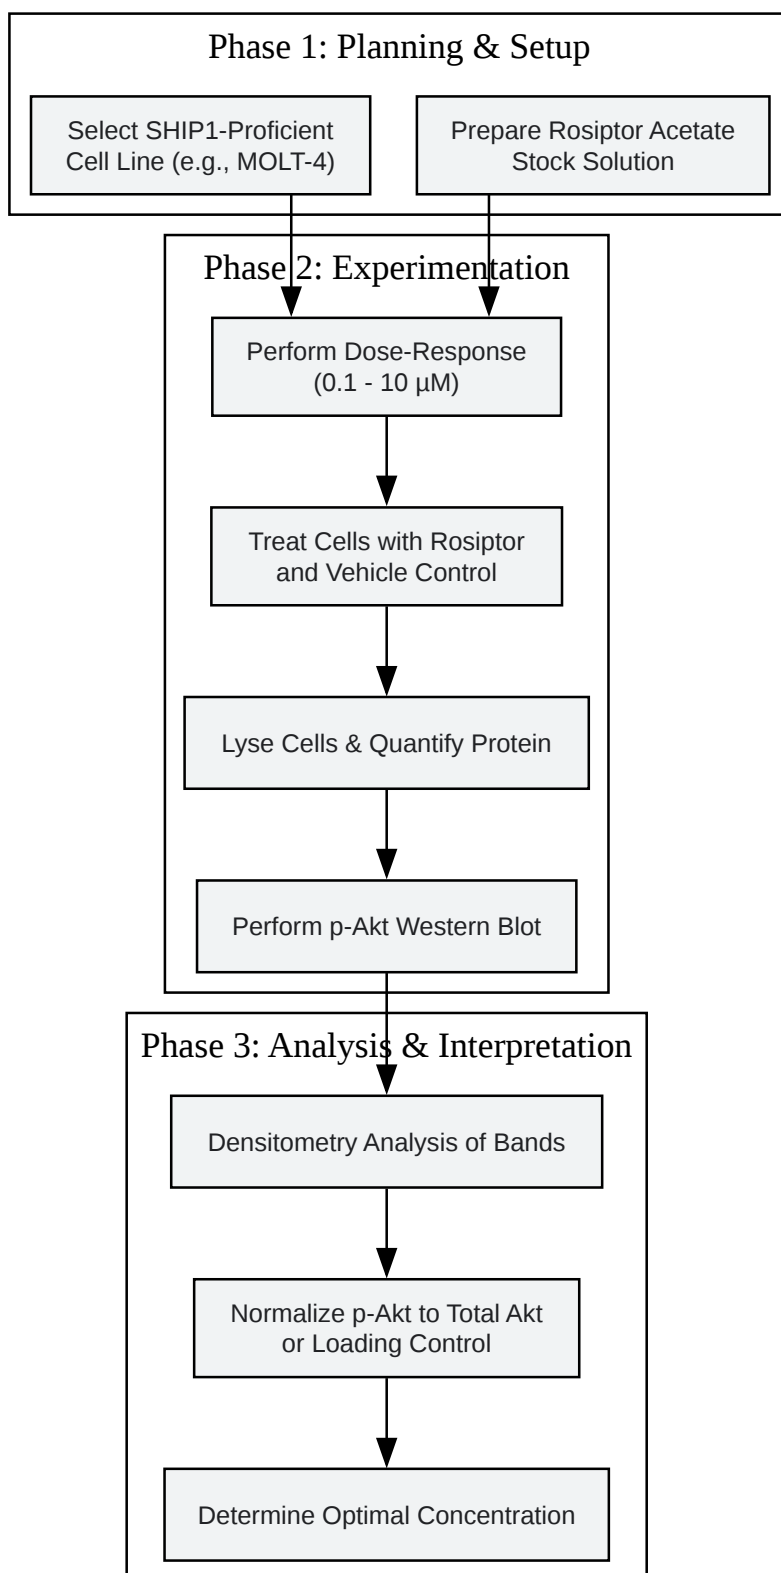 Phase 1: Planning & Setup
Select SHIP1-Proficient
Cell Line (e.g., MOLT-4)
Prepare Rosiptor Acetate
Stock Solution
Phase 2: Experimentation
Perform Dose-Response
(0.1 - 10 µM)
Treat Cells with Rosiptor
and Vehicle Control
Lyse Cells & Quantify Protein
Perform p-Akt Western Blot
Phase 3: Analysis & Interpretation
Densitometry Analysis of Bands
Normalize p-Akt to Total Akt
or Loading Control
Determine Optimal Concentration